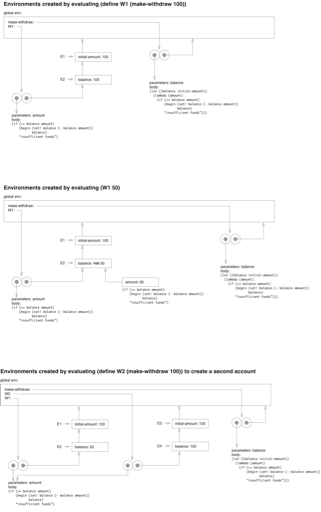 Environments created by evaluating (define W1 (make-withdraw 100))
global env:
make-withdraw
W1:
E1
initial-amount: 100
E2
balance: 100
parameters: balance
body:
(let ((balance initial-amount))
(lambda (amount)
(if (>= balance amount)
(begin (set! balance (- balance amount))
balance)
"insufficient funds")))
parameters: amount
body:
(if (>= balance amount)
(begin (set! balance (- balance amount))
balance)
"insufficient funds")
Environments created by evaluating (W1 50)
global env:
make-withdraw
W1:
E1
initial-amount: 100
E2
balance: 100 50
amount: 50
(if (>= balance amount)
(begin (set! balance (- balance amount))
balance)
"insufficient funds")
parameters: balance
body:
(let ((balance initial-amount))
(lambda (amount)
(if (>= balance amount)
(begin (set! balance (- balance amount))
balance)
"insufficient funds")))
parameters: amount
body:
(if (>= balance amount)
(begin (set! balance (- balance amount))
balance)
"insufficient funds")
Environments created by evaluating (define W2 (make-withdraw 100)) to create a second account
global env:
make-withdraw
W2:
W1:
E1
initial-amount: 100
E3
initial-amount: 100
E2
balance: 50
E4
balance: 100
parameters: balance
body:
(let ((balance initial-amount))
(lambda (amount)
(if (>= balance amount)
(begin (set! balance (- balance amount))
balance)
"insufficient funds")))
parameters: amount
body:
(if (>= balance amount)
(begin (set! balance (- balance amount))
balance)
"insufficient funds")